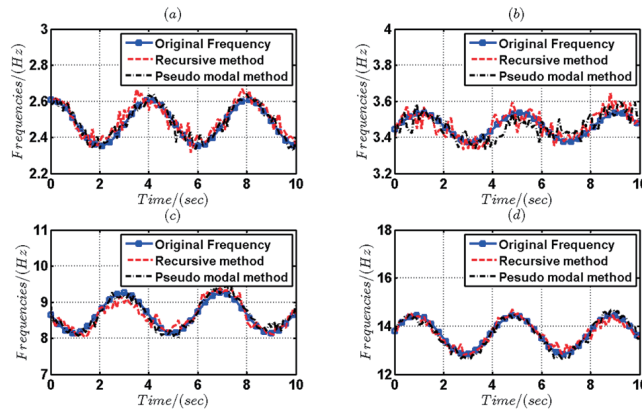 (a)
3
2.8
2.6
2.4
2.2
0 2 4 6 8 10
Frequencies/(Hz)
Time/(sec)
Original Frequency
Recursive method
Pseudo modal method
(b)
4
3.8
3.6
3.4
3.2
0 2 4 6 8 10
Frequencies/(Hz)
Time/(sec)
Original Frequency
Recursive method
Pseudo modal method
(c)
11
10
9
8
7
0 2 4 6 8 10
Frequencies/(Hz)
Time/(sec)
Original Frequency
Recursive method
Pseudo modal method
(d)
18
16
14
12
0 2 4 6 8 10
Frequencies/(Hz)
Time/(sec)
Original Frequency
Recursive method
Pseudo modal method